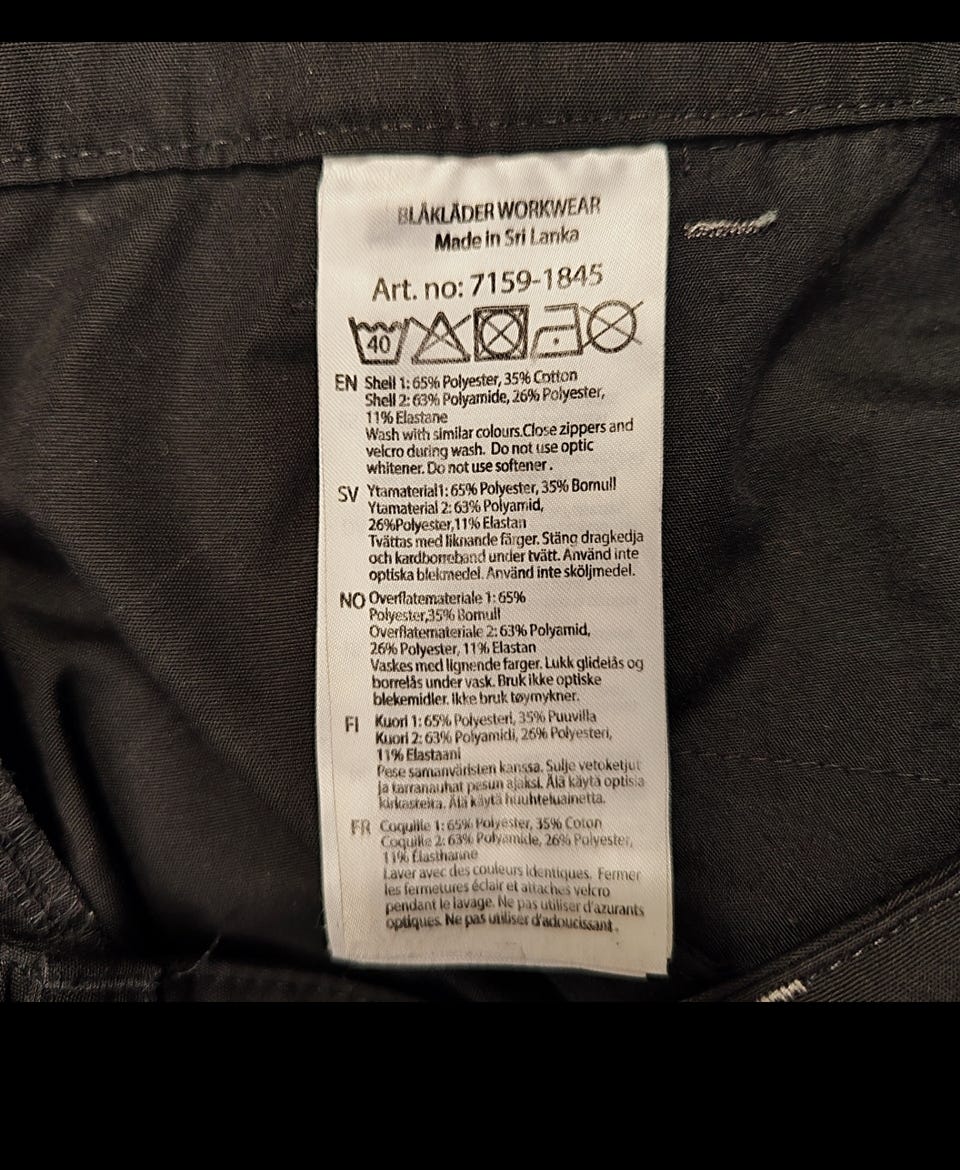 BLÅKLÄDER WORKWEAR
Made in Sri Lanka
Art. no: 7159-1845
40
EN Shell 1: 65% Polyester, 35% Cotton
Shell 2: 63% Polyamide, 26% Polyester,
11% Elastane
Wash with similar colours.Close zippers and
velcro during wash. Do not use optic
whitener. Do not use softener .
SV Ytamaterial1: 65% Polyester, 35% Bomull
Ytamaterial 2: 63% Polyamid,
26%Polyester,11% Elastan
Tvättas med liknande färger. Stäng dragkedja
och kardborreband under tvätt. Använd inte
optiska blekmedel. Använd inte sköljmedel.
NO Overflatemateriale 1: 65%
Polyester,35% Bomull
Overflatemateriale 2: 63% Polyamid,
26% Polyester, 11% Elastan
Vaskes med lignende farger. Lukk glidelås og
borrelås under vask. Bruk ikke optiske
blekemidler. Ikke bruk tøymykner.
FI Kuori 1: 65% Polyesteri, 35% Puuvilla
Kuori 2: 63% Polyamidi, 26% Polyesteri,
11% Elastaani
Pese samanväristen kanssa. Sulje vetoketjut
ja tarranauhat pesun ajaksi. Älä käytä optisia
kirkasteita. Älä käytä huuhteluainetta.
FR Coquille 1: 65% Polyester, 35% Coton
Coquille 2: 63% Polyamide, 26% Polyester,
11% Élasthanne
Laver avec des couleurs identiques. Fermer
les fermetures éclair et attaches velcro
pendant le lavage. Ne pas utiliser d'azurants
optiques. Ne pas utiliser d'adoucissant .